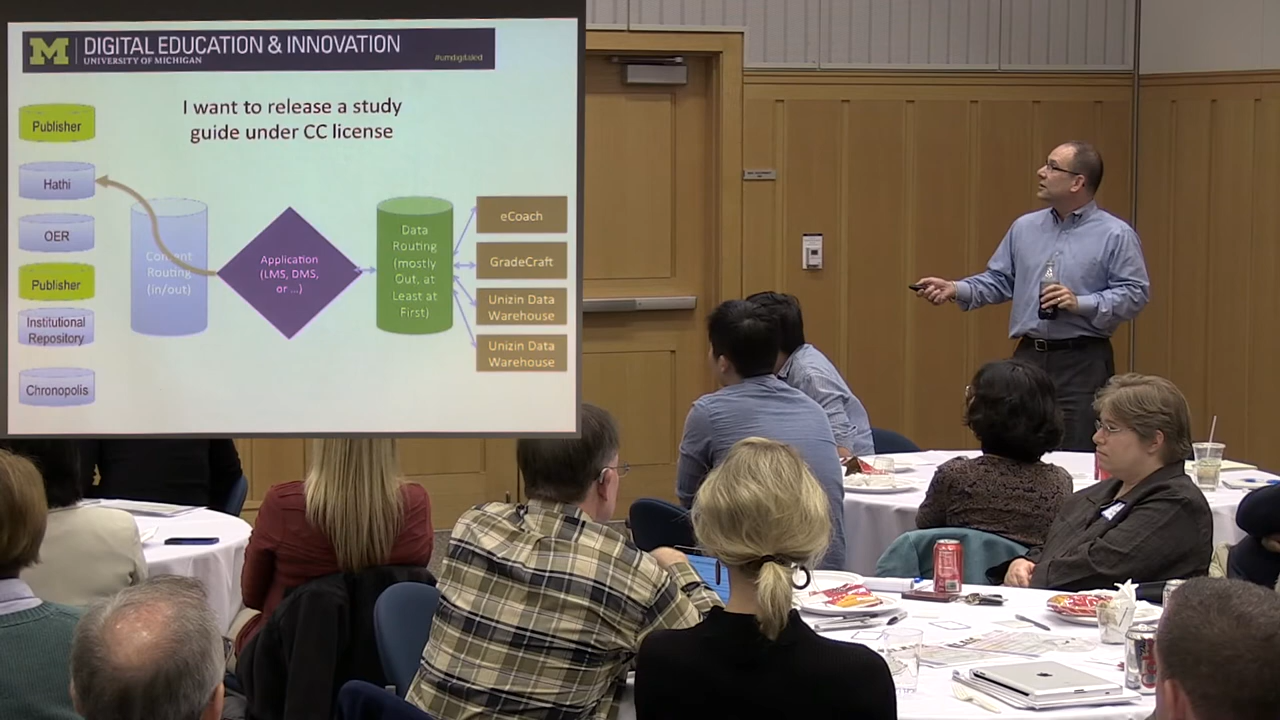 M
DIGITAL EDUCATION & INNOVATION
UNIVERSITY OF MICHIGAN
#umdigitaled
I want to release a study
guide under CC license
Publisher
Hathi
OER
Publisher
Institutional
Repository
Chronopolis
Content
Routing
(in/out)
Application
(LMS, DMS,
or ...)
Data
Routing
(mostly
Out, at
Least at
First)
eCoach
GradeCraft
Unizin Data
Warehouse
Unizin Data
Warehouse